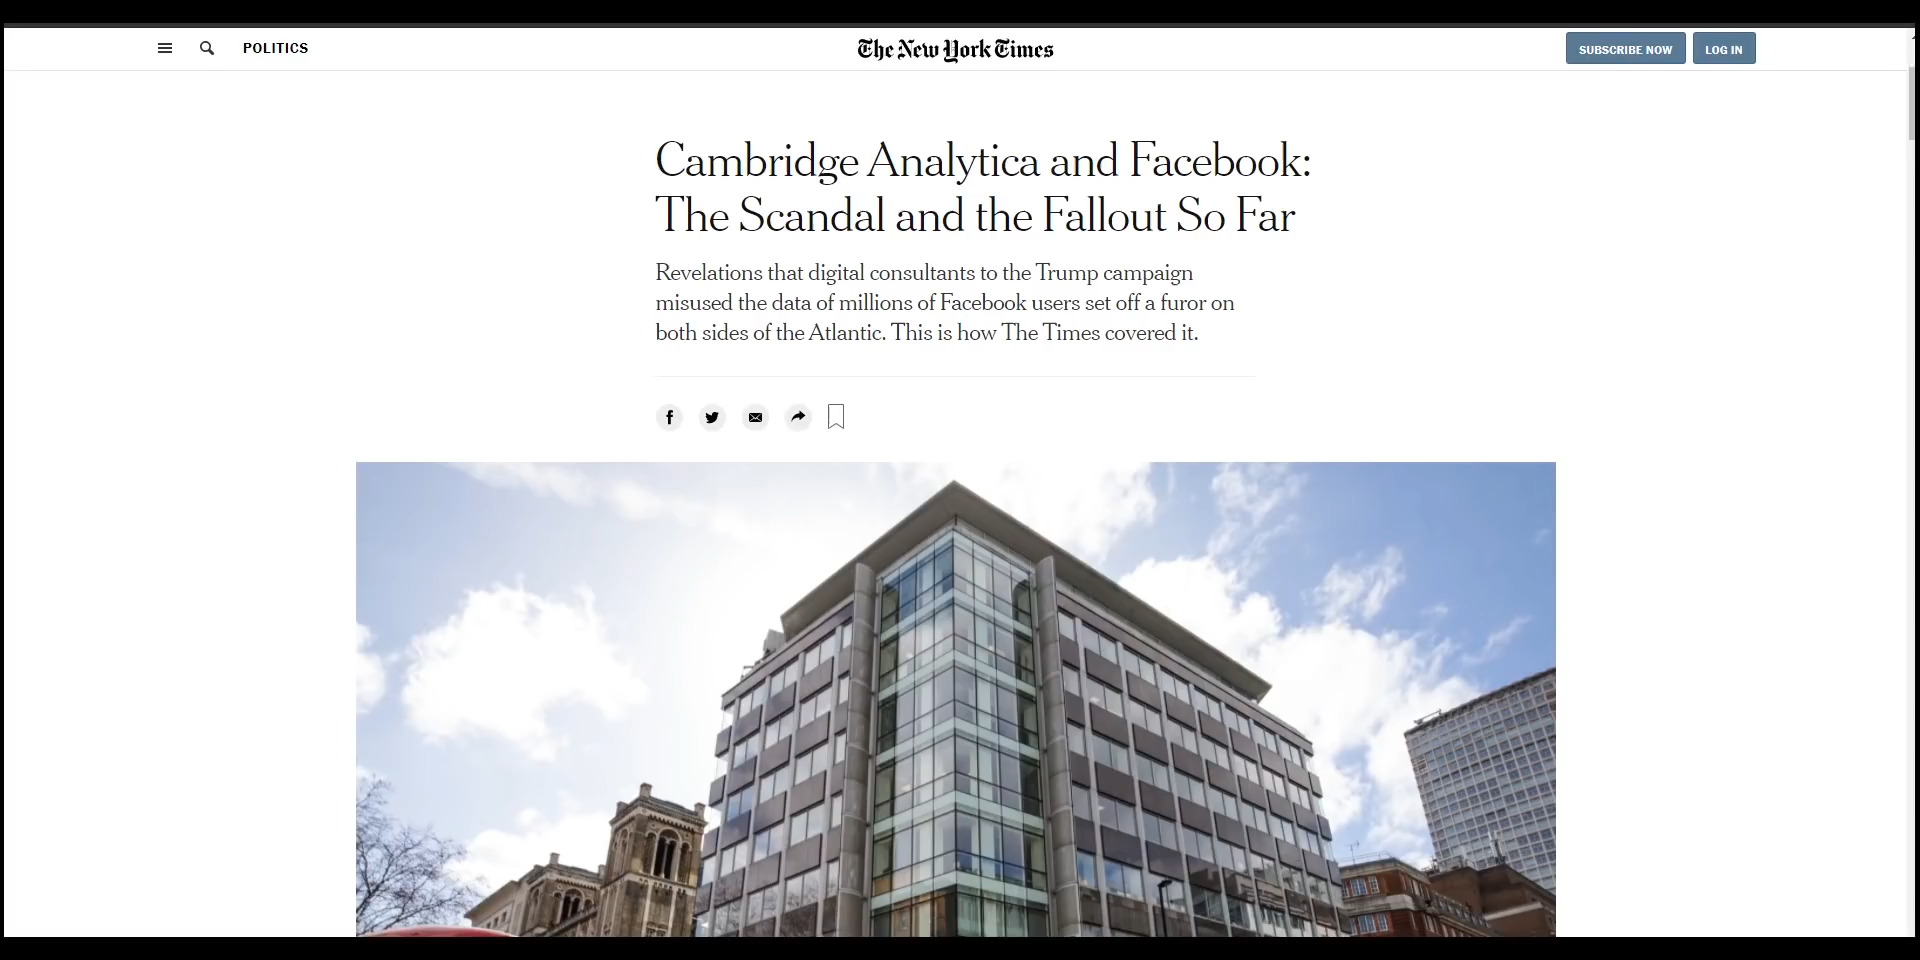 POLITICS
The New York Times
SUBSCRIBE NOW
LOG IN
Cambridge Analytica and Facebook:
The Scandal and the Fallout So Far
Revelations that digital consultants to the Trump campaign
misused the data of millions of Facebook users set off a furor on
both sides of the Atlantic. This is how The Times covered it.